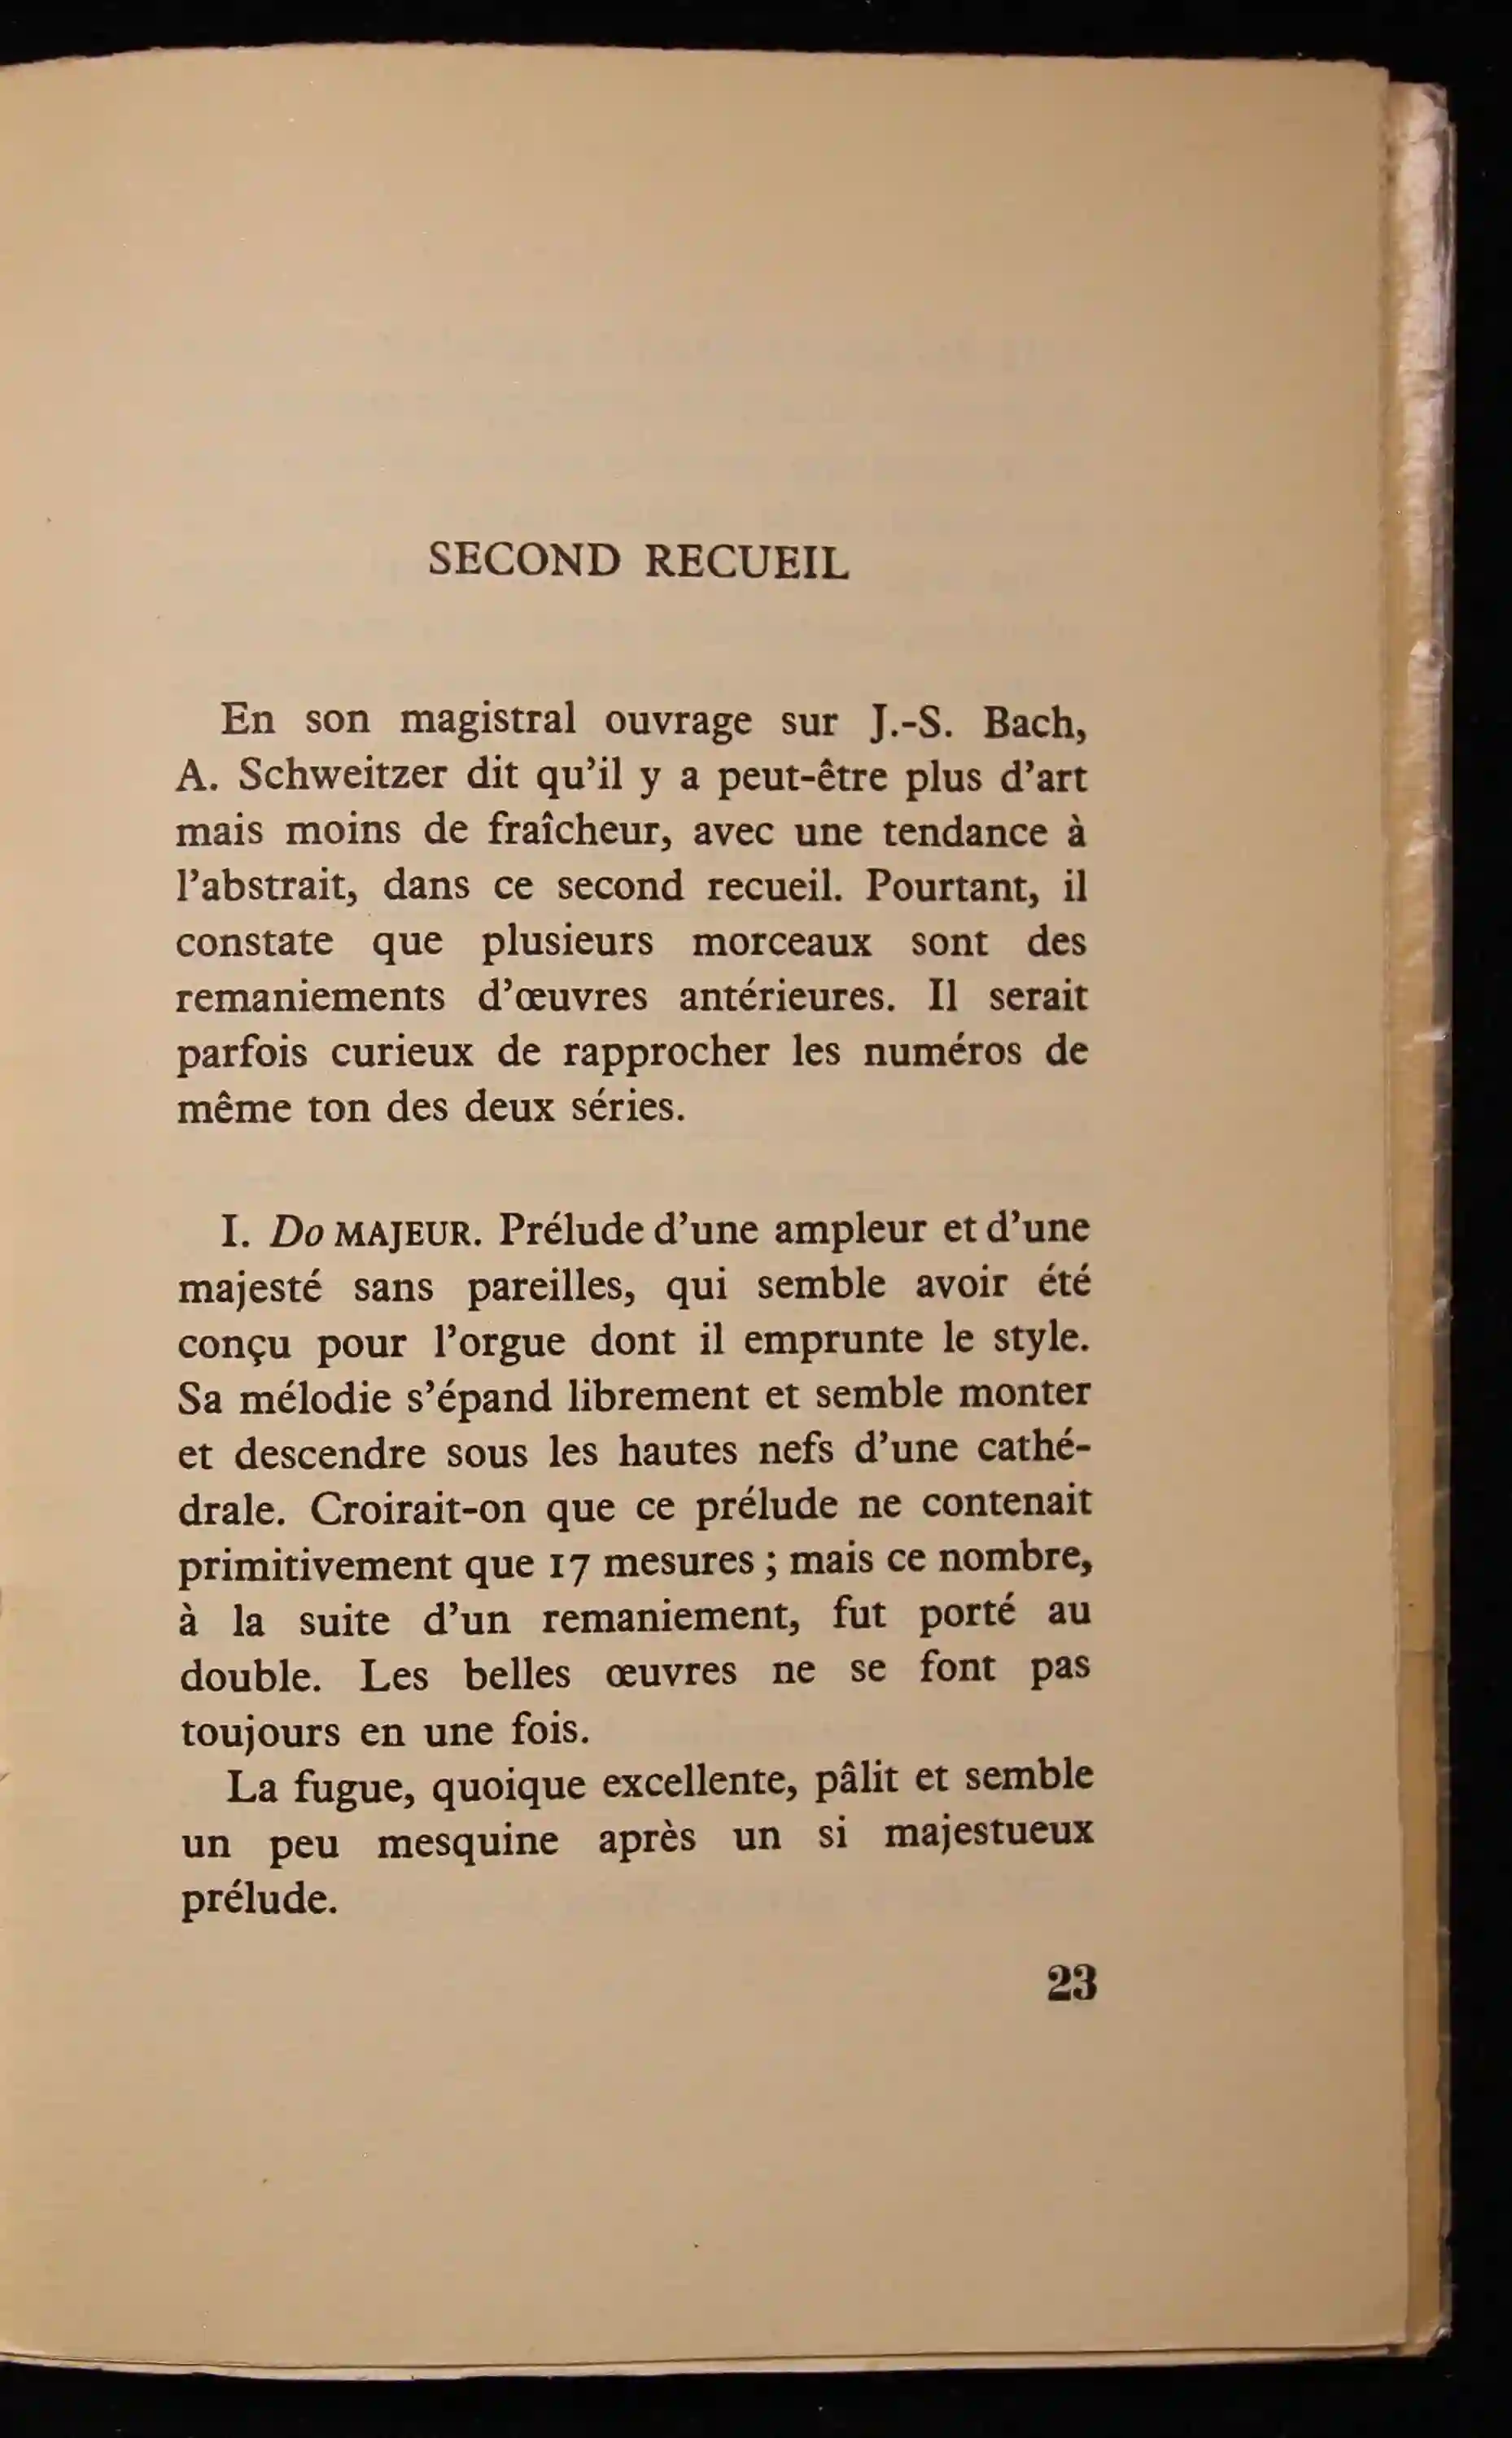 SECOND RECUEIL
En son magistral ouvrage sur J.-S. Bach,
A. Schweitzer dit qu’il y a peut-être plus d’art
mais moins de fraîcheur, avec une tendance à
l’abstrait, dans ce second recueil. Pourtant, il
constate que plusieurs morceaux sont des
remaniements d’œuvres antérieures. Il serait
parfois curieux de rapprocher les numéros de
même ton des deux séries.
I. Do MAJEUR. Prélude d’une ampleur et d’une
majesté sans pareilles, qui semble avoir été
conçu pour l’orgue dont il emprunte le style.
Sa mélodie s’épand librement et semble monter
et descendre sous les hautes nefs d’une cathé-
drale. Croirait-on que ce prélude ne contenait
primitivement que 17 mesures ; mais ce nombre,
à la suite d’un remaniement, fut porté au
double. Les belles œuvres ne se font pas
toujours en une fois.
La fugue, quoique excellente, pâlit et semble
un peu mesquine après un si majestueux
prélude.
23